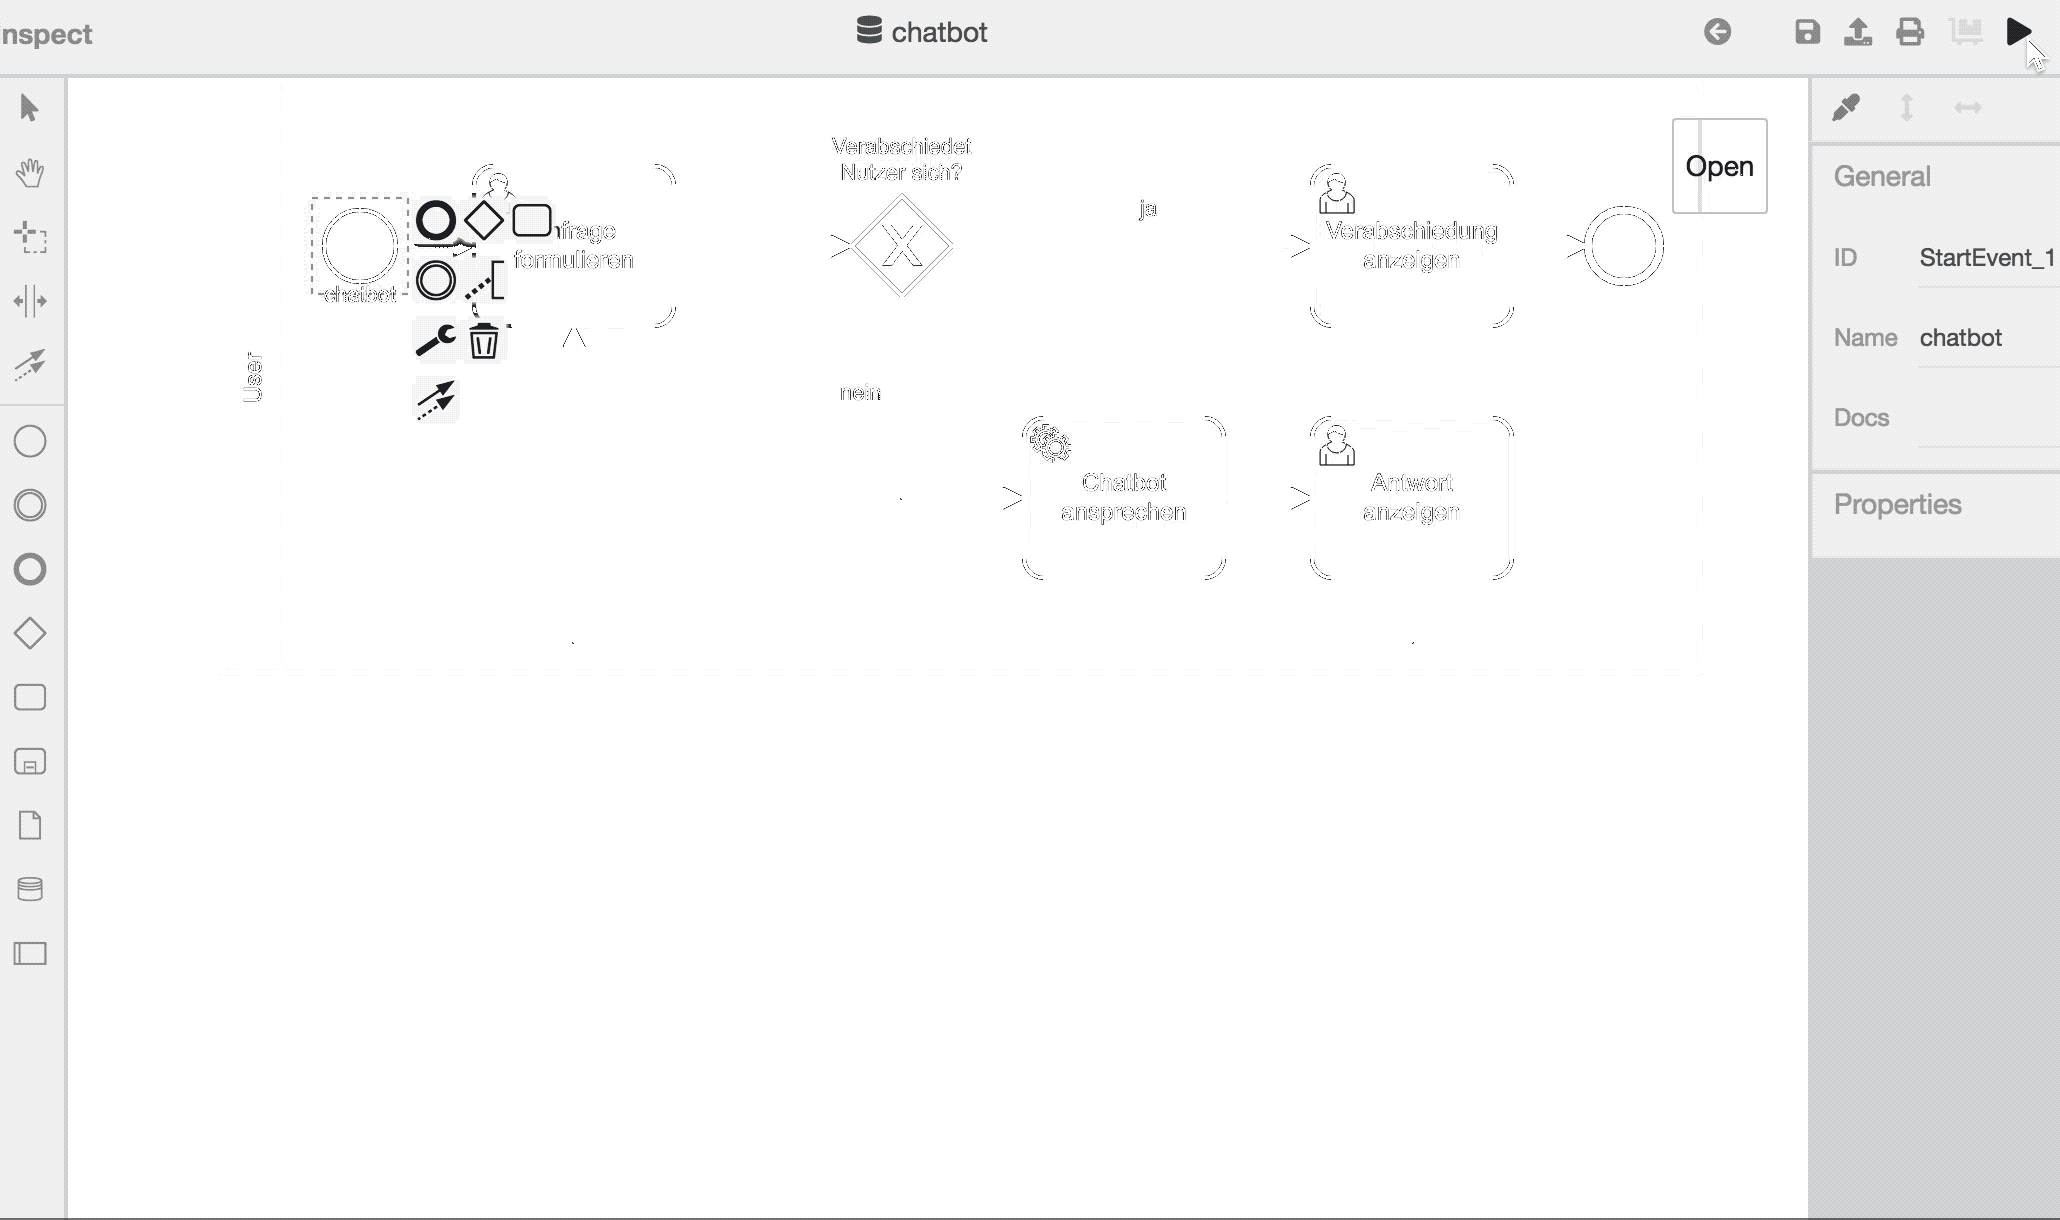 nspect
chatbot
Open
General
ID
StartEvent_1
Name
chatbot
Docs
Properties
User
chatbot
nfrage
formulieren
Verabschiedet
Nutzer sich?
ja
nein
Verabschiedung
anzeigen
Chatbot
ansprechen
Antwort
anzeigen